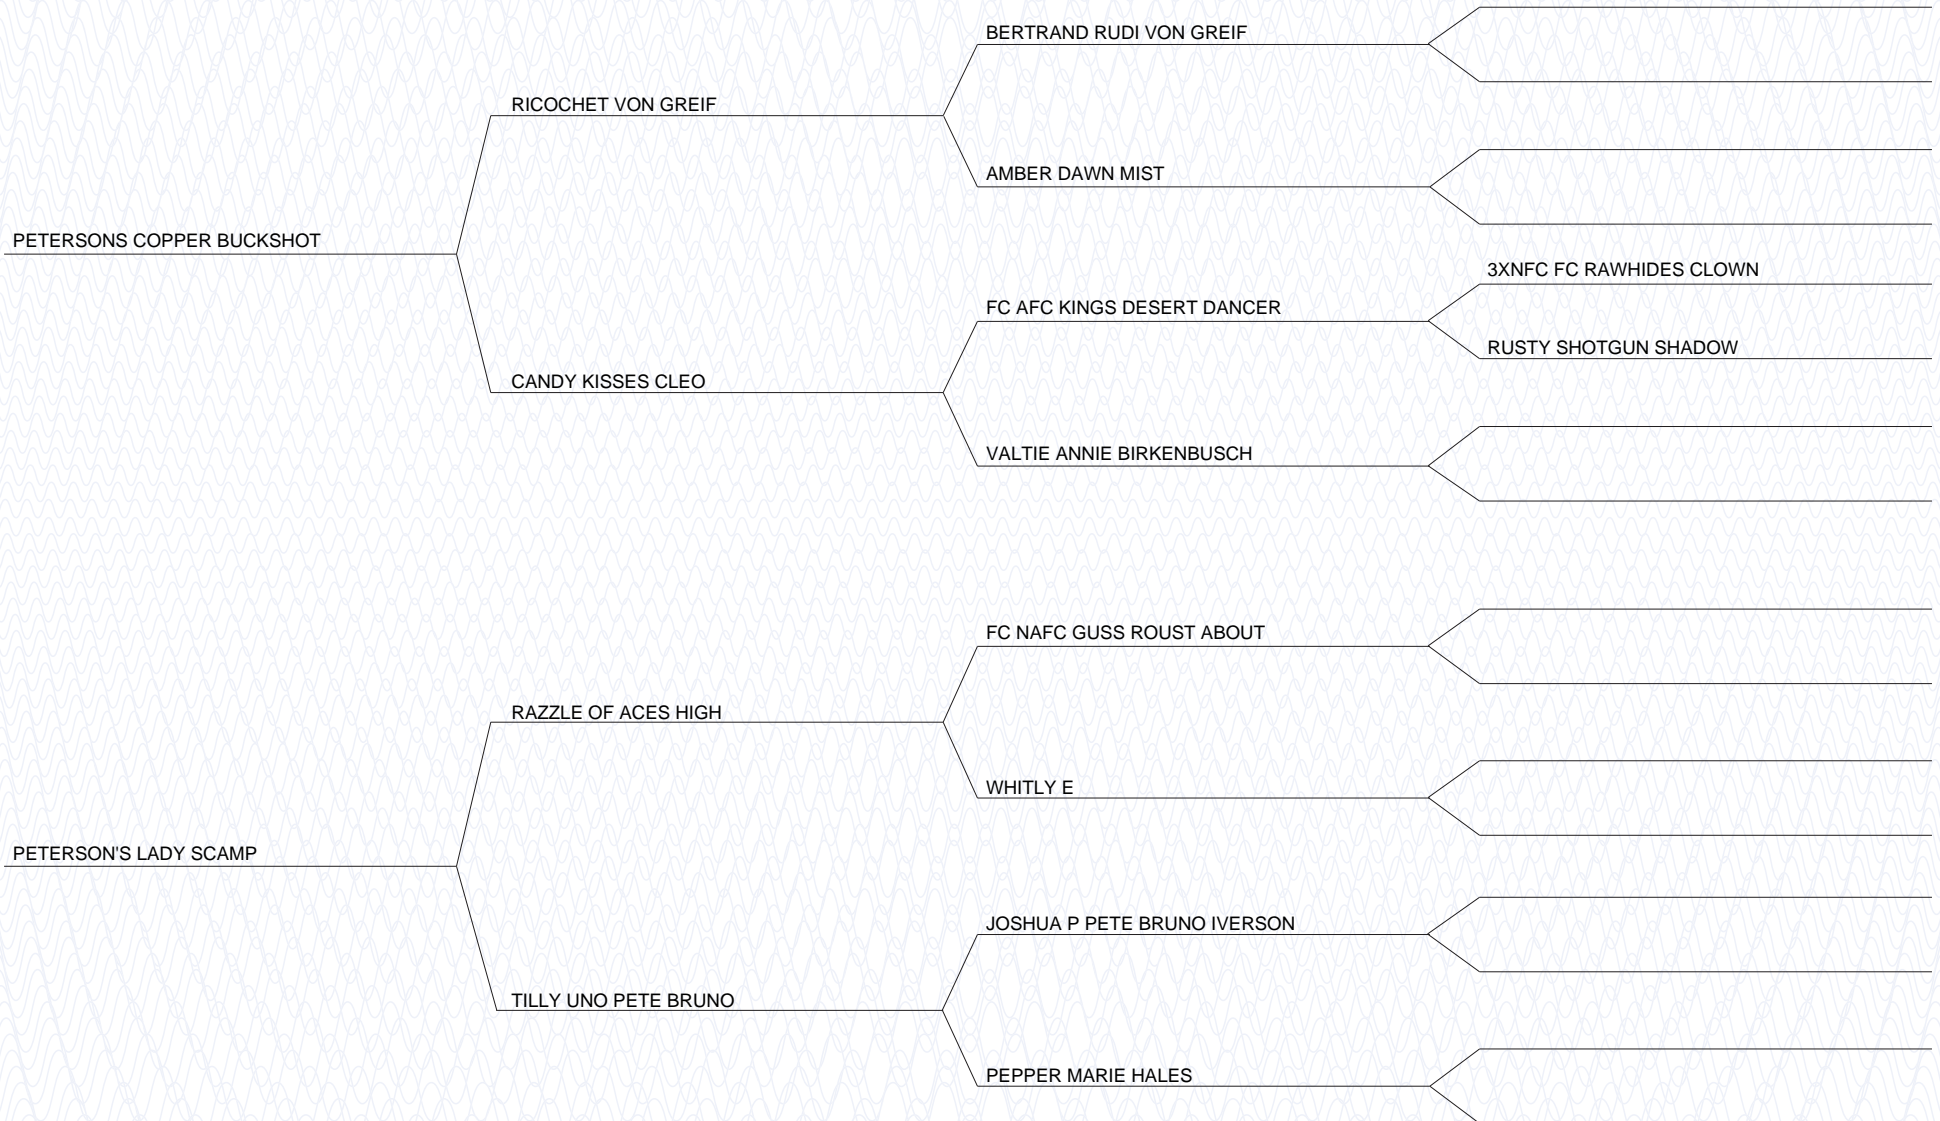 BERTRAND RUDI VON GREIF
RICOCHET VON GREIF
AMBER DAWN MIST
PETERSONS COPPER BUCKSHOT
3XNFC FC RAWHIDES CLOWN
FC AFC KINGS DESERT DANCER
RUSTY SHOTGUN SHADOW
CANDY KISSES CLEO
VALTIE ANNIE BIRKENBUSCH
FC NAFC GUSS ROUST ABOUT
RAZZLE OF ACES HIGH
WHITLY E
PETERSON'S LADY SCAMP
JOSHUA P PETE BRUNO IVERSON
TILLY UNO PETE BRUNO
PEPPER MARIE HALES